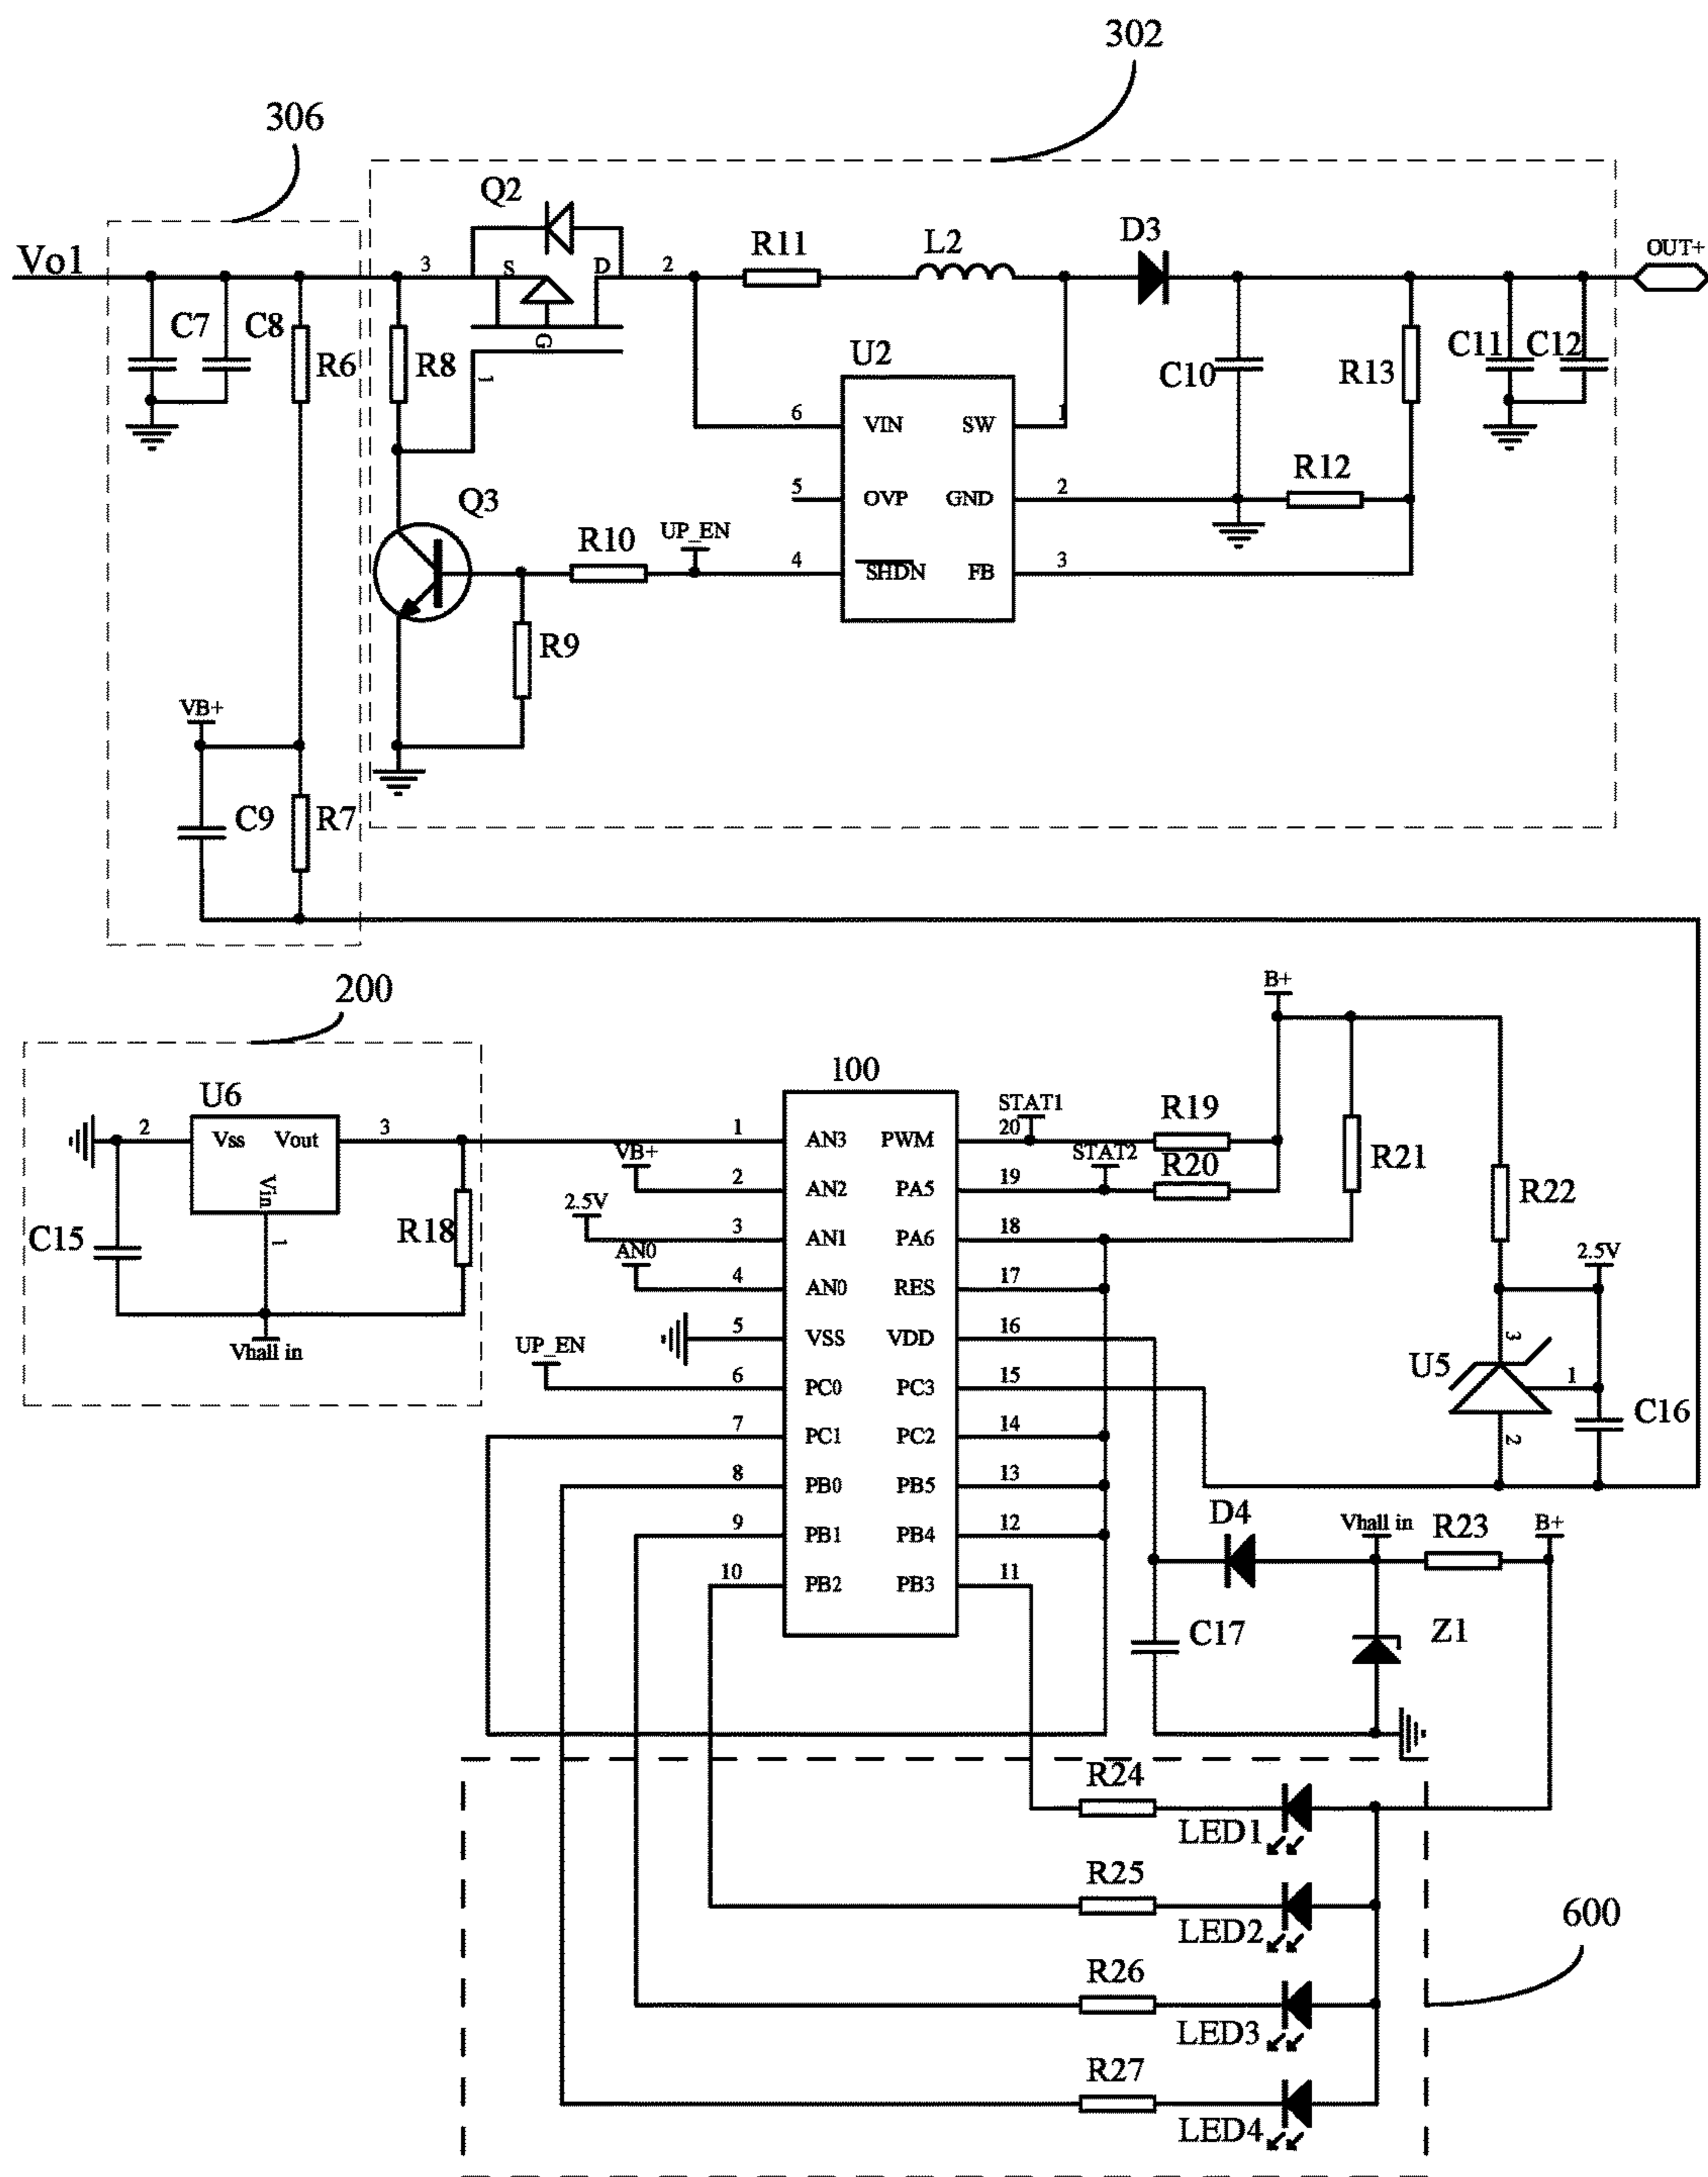 302
306
Q2
Vo1
3
S
D
2
R11
L2
D3
OUT+
C7
C8
R6
R8
G
1
U2
C10
R13
C11
C12
6
VIN
SW
1
5
OVP
GND
2
R12
Q3
R10
UP_EN
4
SHDN
FB
3
R9
VB+
C9
R7
200
B+
100
U6
2
Vss
Vout
3
Vin
1
C15
R18
Vhall in
1
AN3
PWM
20
STAT1
R19
VB+
2
AN2
PA5
19
STAT2
R20
R21
R22
2.5V
3
AN1
PA6
18
AN0
4
AN0
RES
17
2.5V
5
VSS
VDD
16
UP_EN
6
PC0
PC3
15
U5
3
1
2
C16
7
PC1
PC2
14
8
PB0
PB5
13
9
PB1
PB4
12
10
PB2
PB3
11
D4
Vhall in
R23
B+
C17
Z1
R24
LED1
R25
LED2
600
R26
LED3
R27
LED4